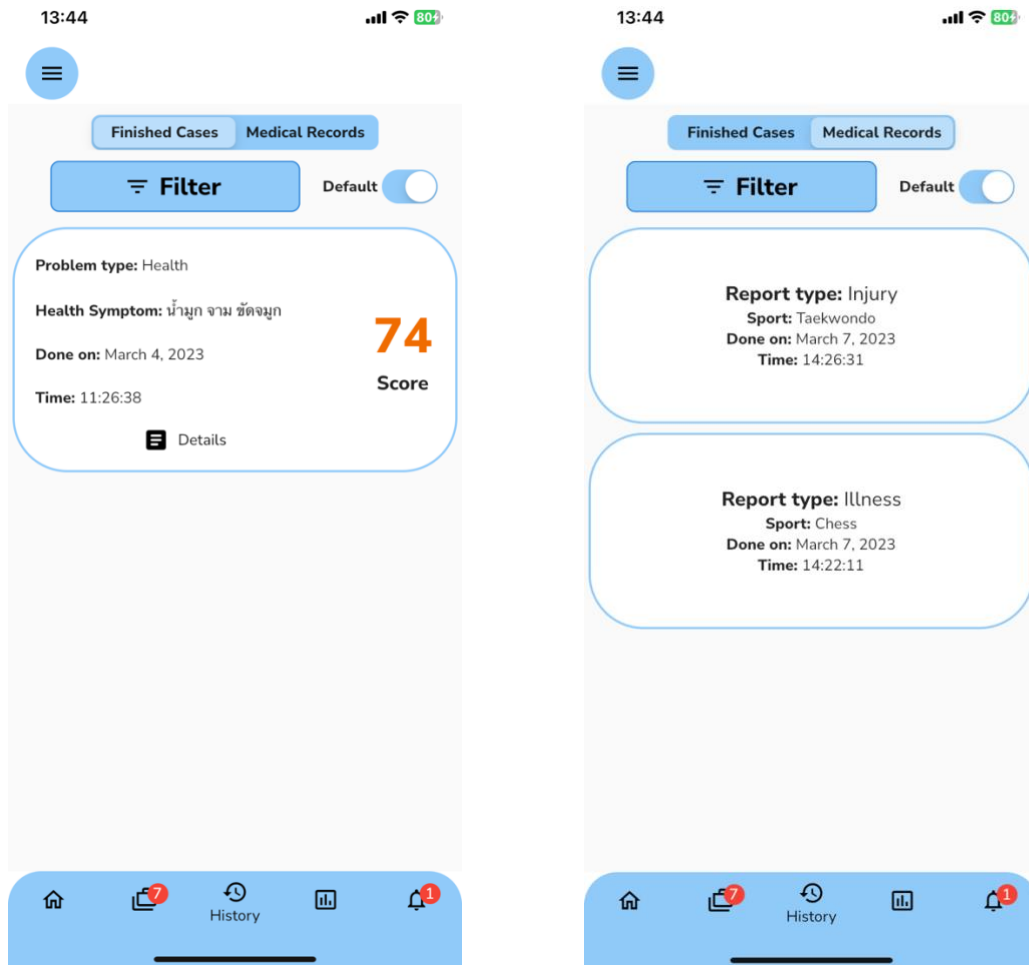 13:44
80
Finished Cases Medical Records
Filter Default
Problem type: Health
Health Symptom: น้ำมูก จาม ขัดจมูก
Done on: March 4, 2023
Time: 11:26:38
74
Score
Details
7
History
1
13:44
80
Finished Cases Medical Records
Filter Default
Report type: Injury
Sport: Taekwondo
Done on: March 7, 2023
Time: 14:26:31
Report type: Illness
Sport: Chess
Done on: March 7, 2023
Time: 14:22:11
7
History
1